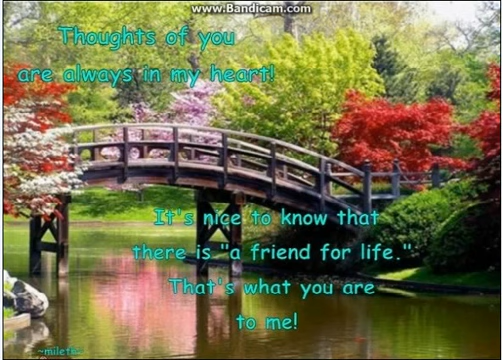 www.Bandicam.com
Thoughts of you
are always in my heart!
It's nice to know that
there is "a friend for life."
That's what you are
to me!